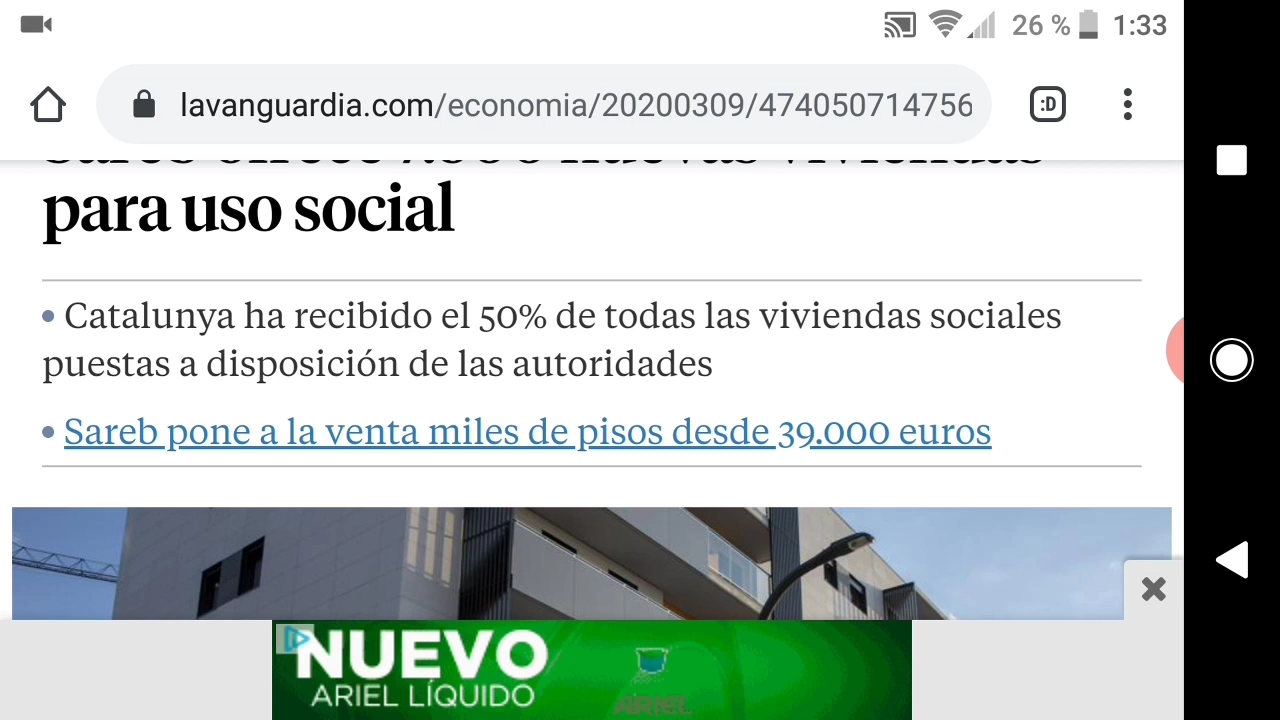 26 % 1:33
lavanguardia.com/economia/20200309/474050714756
:D
para uso social
• Catalunya ha recibido el 50% de todas las viviendas sociales
puestas a disposición de las autoridades
• Sareb pone a la venta miles de pisos desde 39.000 euros
NUEVO
ARIEL LÍQUIDO
ARIEL